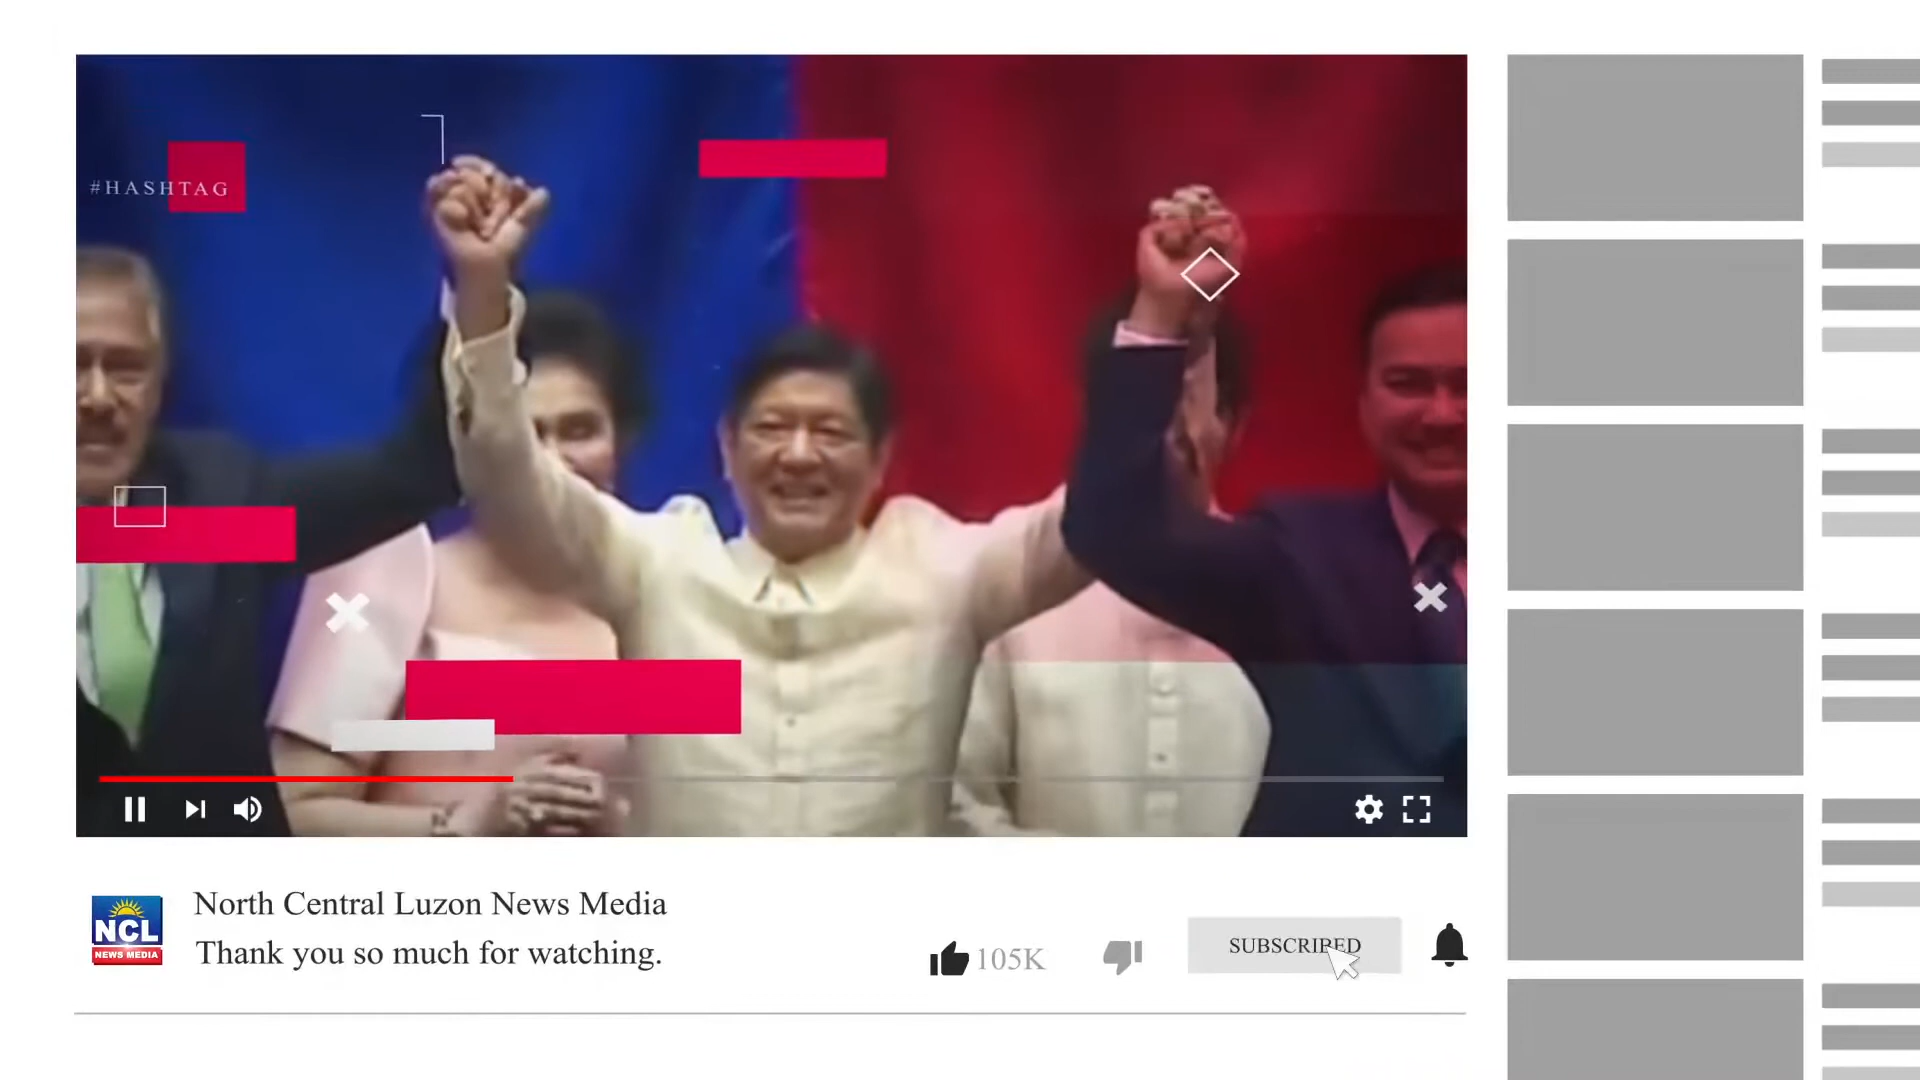 #HASHTAG
NCL
NEWS MEDIA
North Central Luzon News Media
Thank you so much for watching.
105K
SUBSCRIBED